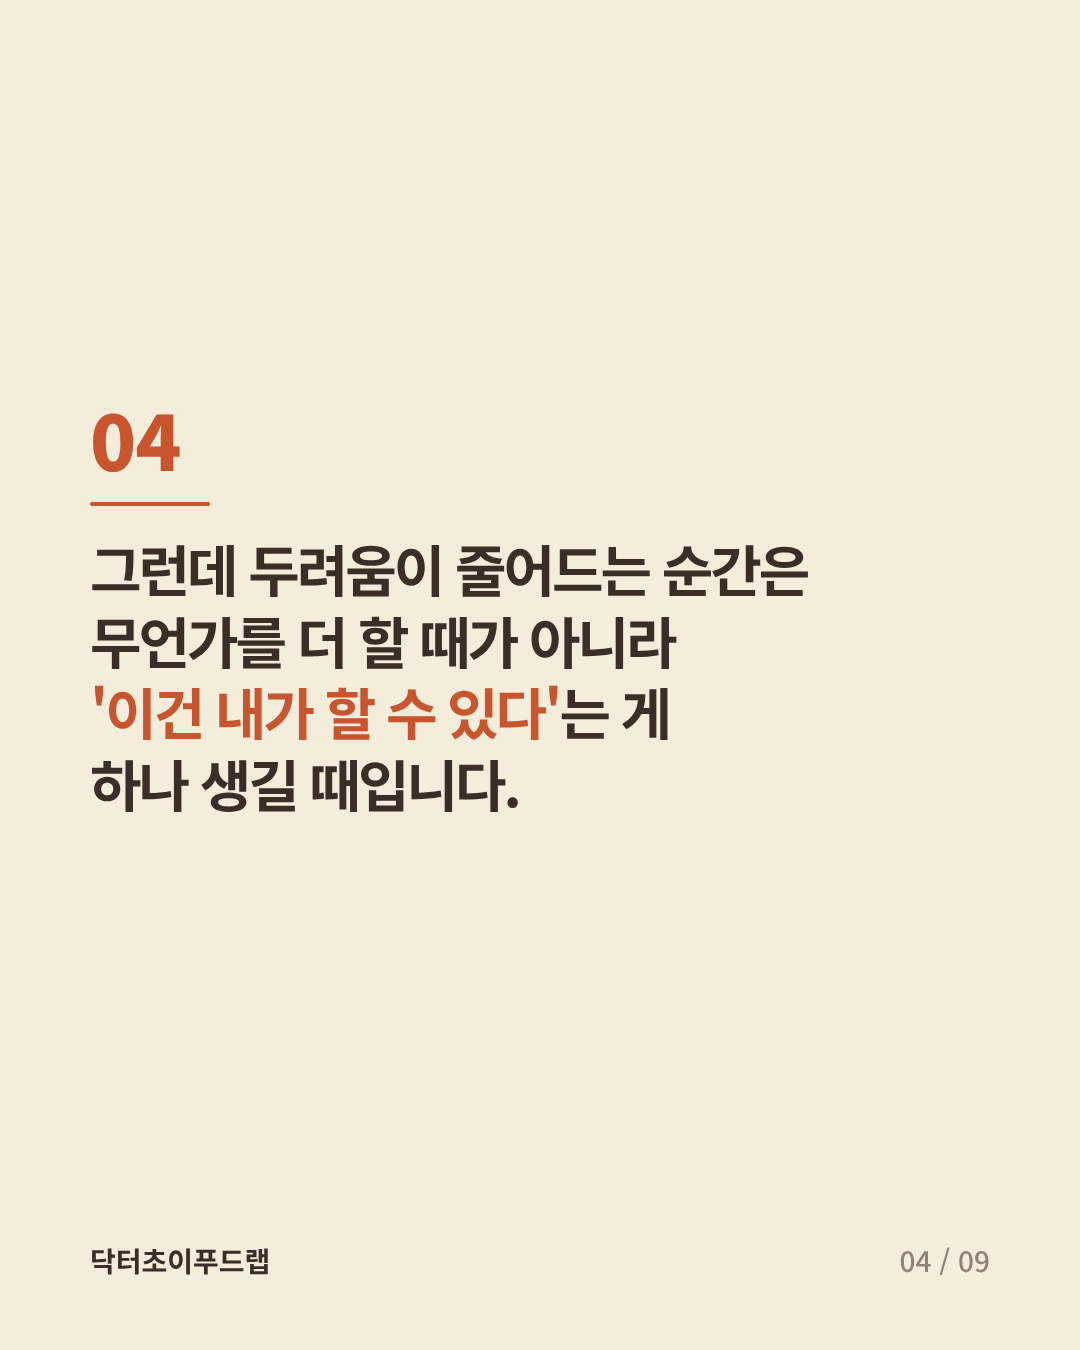 04
그런데 두려움이 줄어드는 순간은
무언가를 더 할 때가 아니라
'이건 내가 할 수 있다'는 게
하나 생길 때입니다.
닥터초이푸드랩
04 / 09